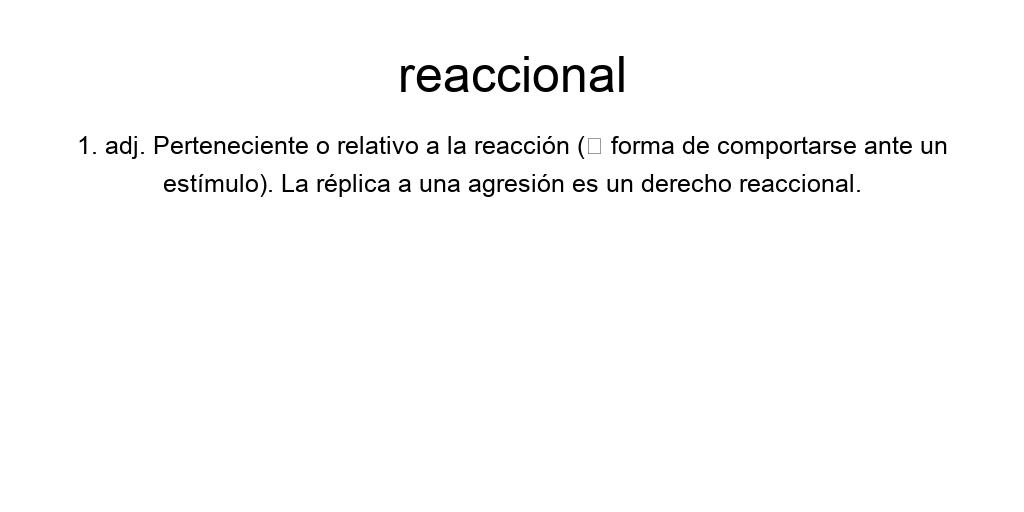 reaccional
1. adj. Perteneciente o relativo a la reacción (□ forma de comportarse ante un
estímulo). La réplica a una agresión es un derecho reaccional.